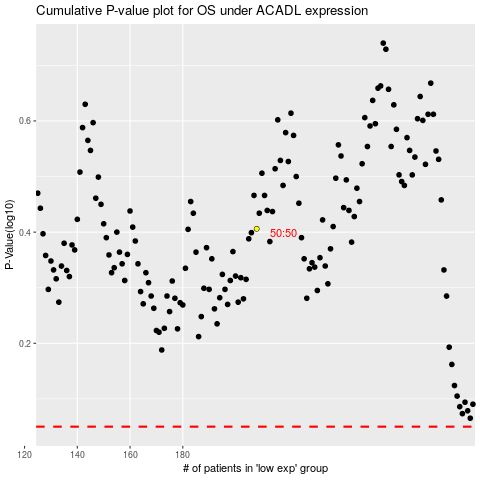 Cumulative P-value plot for OS under ACADL expression
P-Value(log10)
0.6
0.4
0.2
50:50
120 140 160 180
# of patients in 'low exp' group